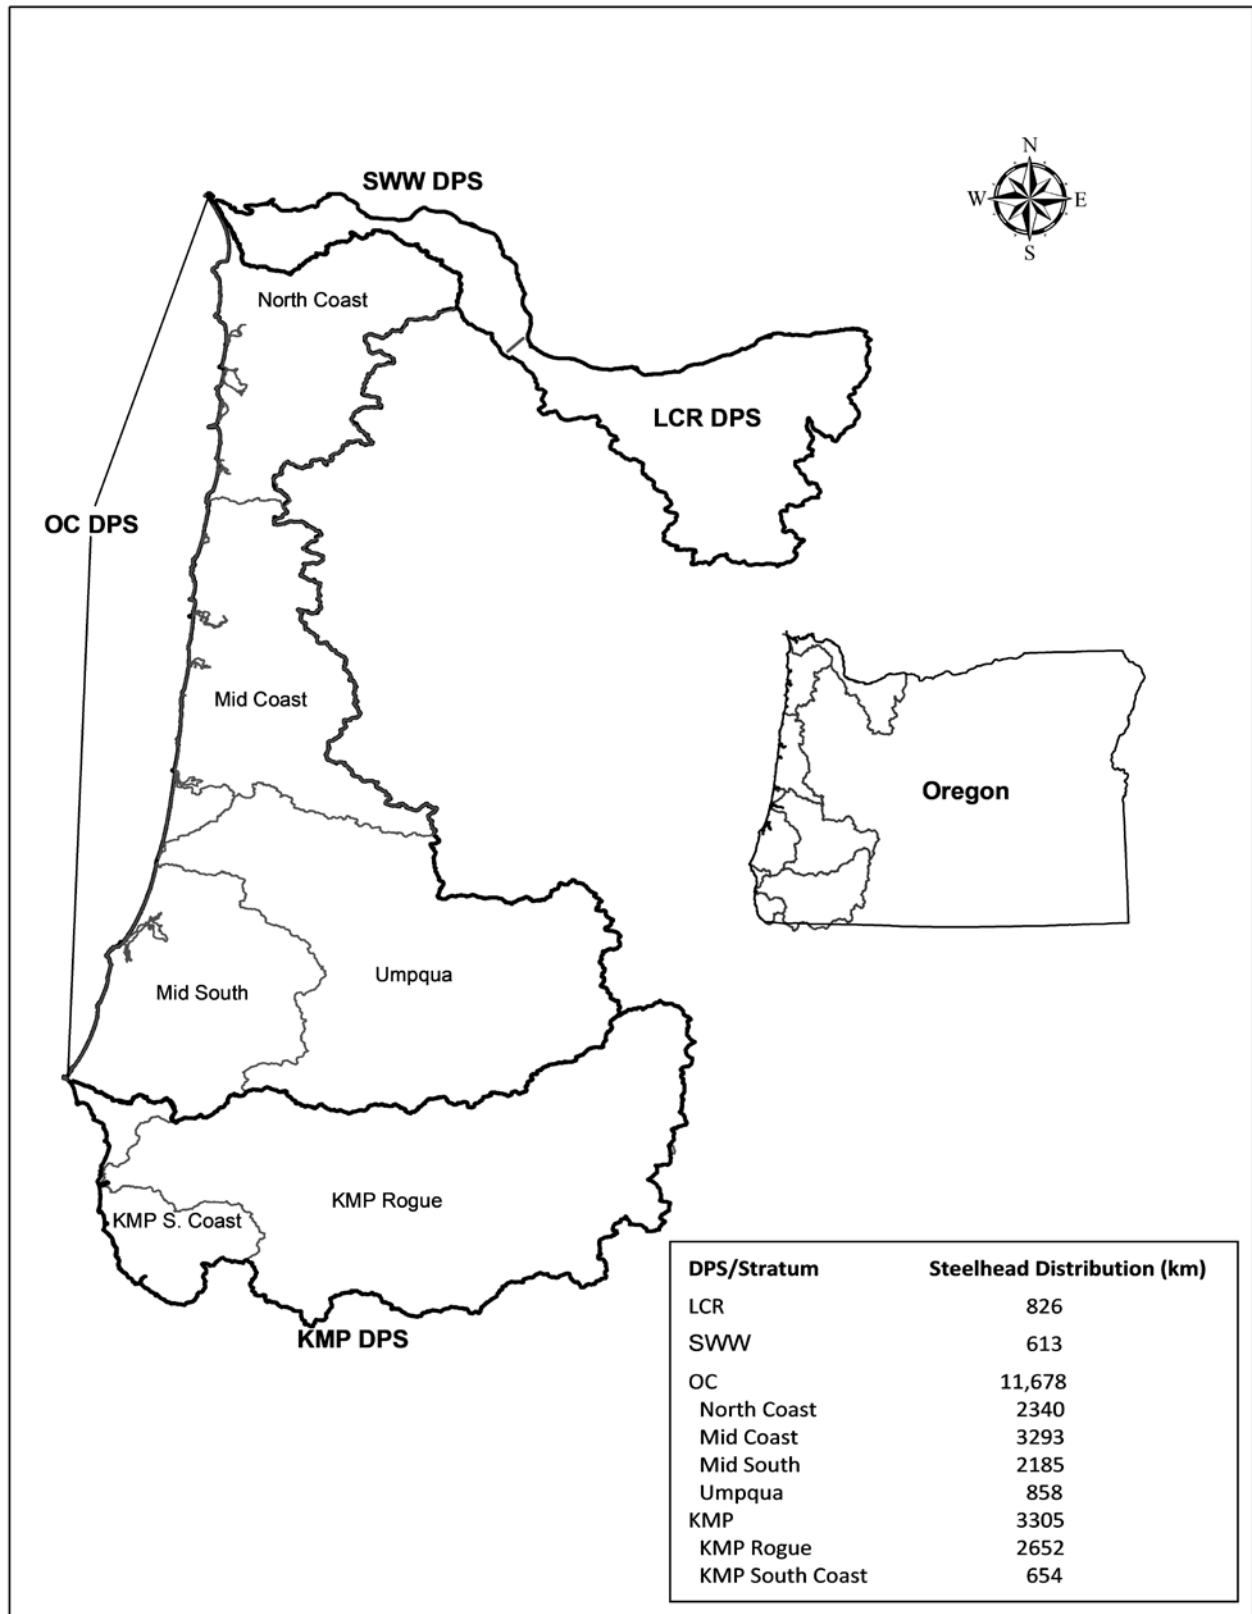 N
W E
S
SWW DPS
North Coast
LCR DPS
OC DPS
Mid Coast
Oregon
Umpqua
Mid South
KMP Rogue
KMP S. Coast
KMP DPS
DPS/Stratum Steelhead Distribution (km)
LCR 826
SWW 613
OC 11,678
North Coast 2340
Mid Coast 3293
Mid South 2185
Umpqua 858
KMP 3305
KMP Rogue 2652
KMP South Coast 654